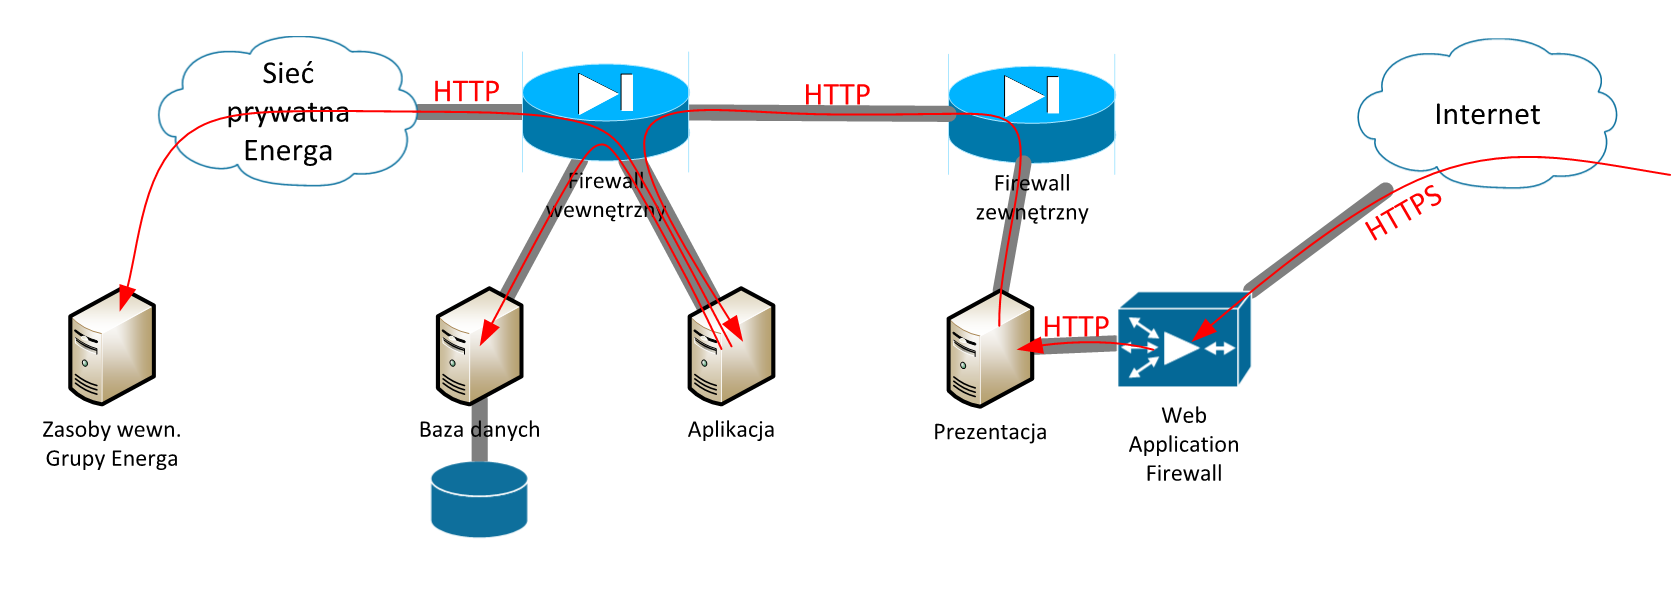 Sieć
prywatna
Energa
HTTP
Firewall
wewnętrzny
HTTP
Firewall
zewnętrzny
Internet
HTTPS
HTTP
Zasoby wewn.
Grupy Energa
Baza danych
Aplikacja
Prezentacja
Web
Application
Firewall